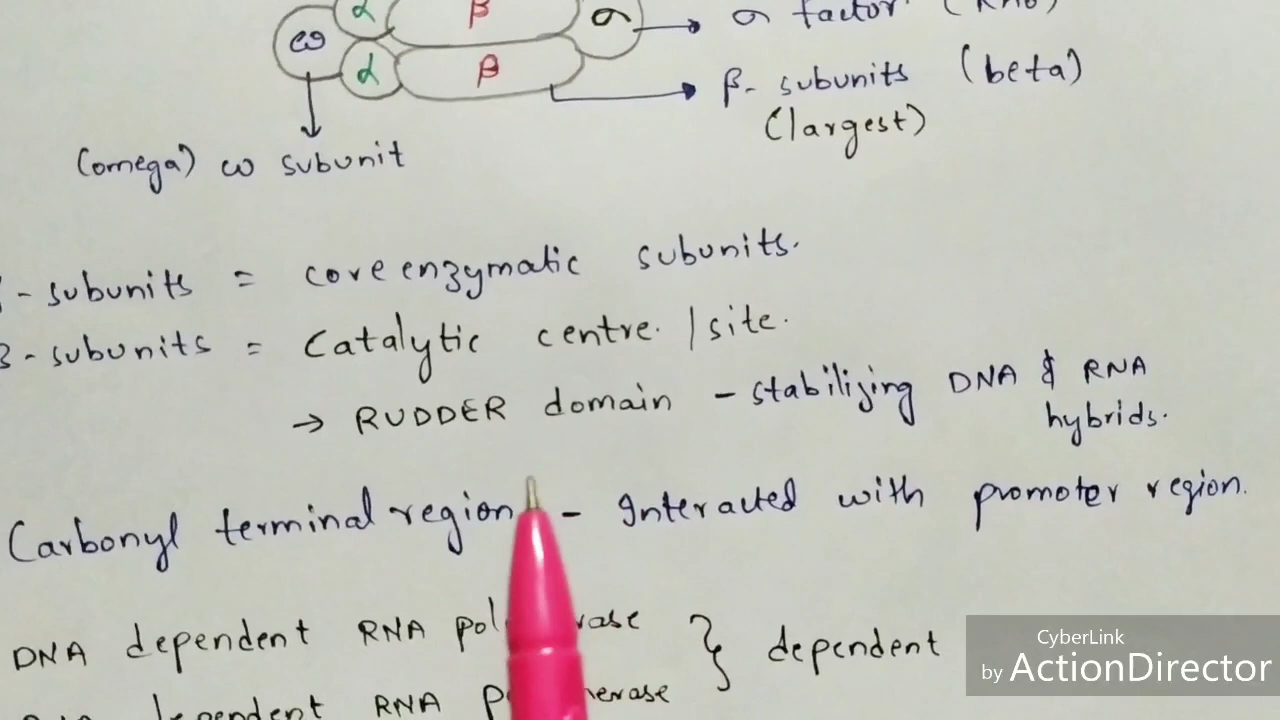 α β σ → σ factor (Rho)
ω
α β → β- subunits (beta)
(largest)
(omega) ω subunit
- subunits = core enzymatic subunits.
- subunits = Catalytic centre. / site.
→ RUDDER domain - stabilizing DNA & RNA
hybrids.
Carbonyl terminal region - Interacted with promoter region.
DNA dependent RNA } dependent
dependent RNA
CyberLink
by ActionDirector